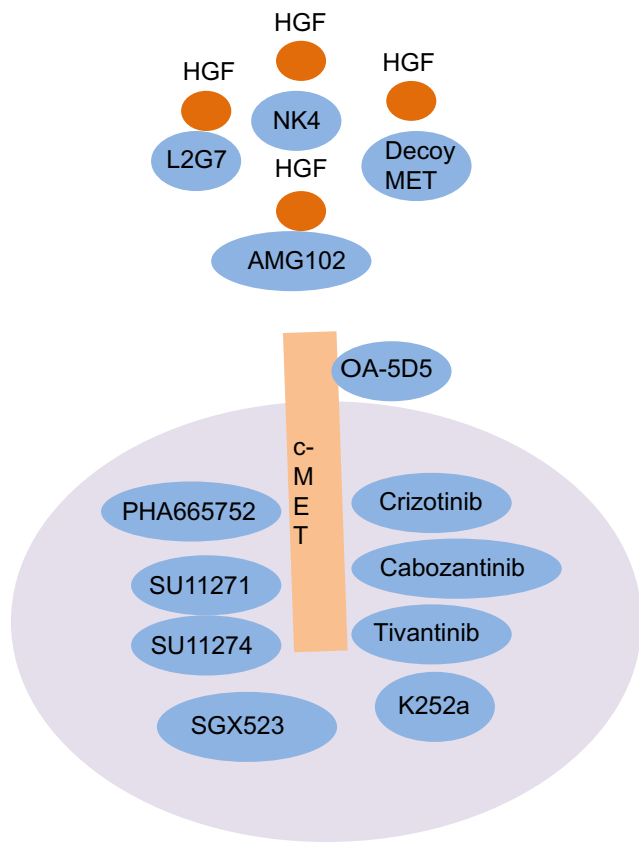 HGF
HGF
HGF
NK4
L2G7
Decoy
MET
HGF
AMG102
OA-5D5
c-
M
E
T
PHA665752
Crizotinib
SU11271
Cabozantinib
SU11274
Tivantinib
SGX523
K252a